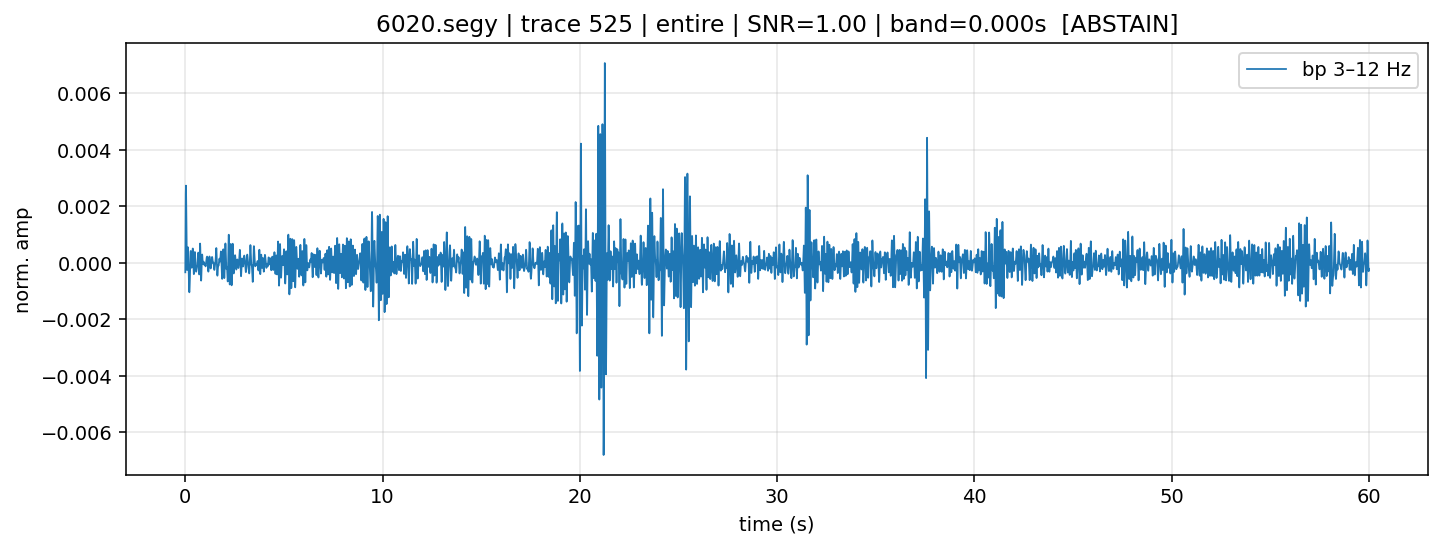 6020.segy | trace 525 | entire | SNR=1.00 | band=0.000s  [ABSTAIN]
bp 3–12 Hz
norm. amp
0.006
0.004
0.002
0.000
−0.002
−0.004
−0.006
0 10 20 30 40 50 60
time (s)